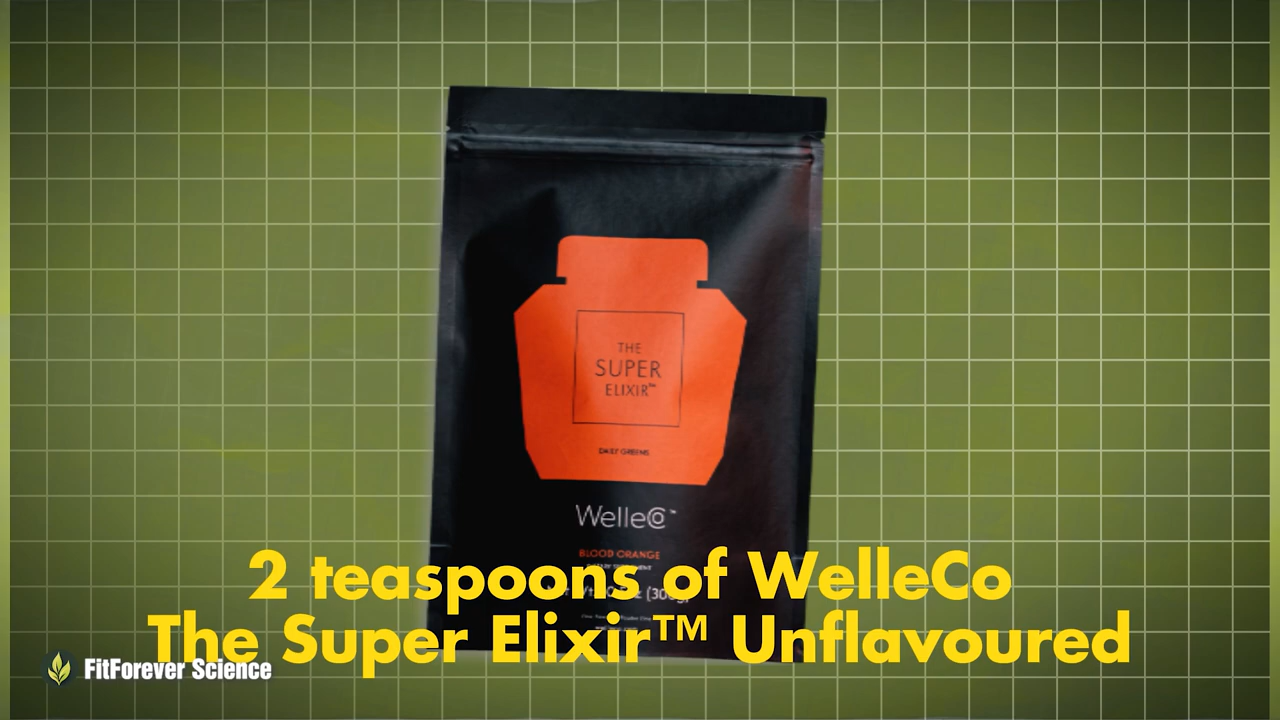 THE
SUPER
ELIXIR™
DAILY GREENS
WelleCo™
BLOOD ORANGE
2 teaspoons of WelleCo
The Super Elixir™ Unflavoured
FitForever Science